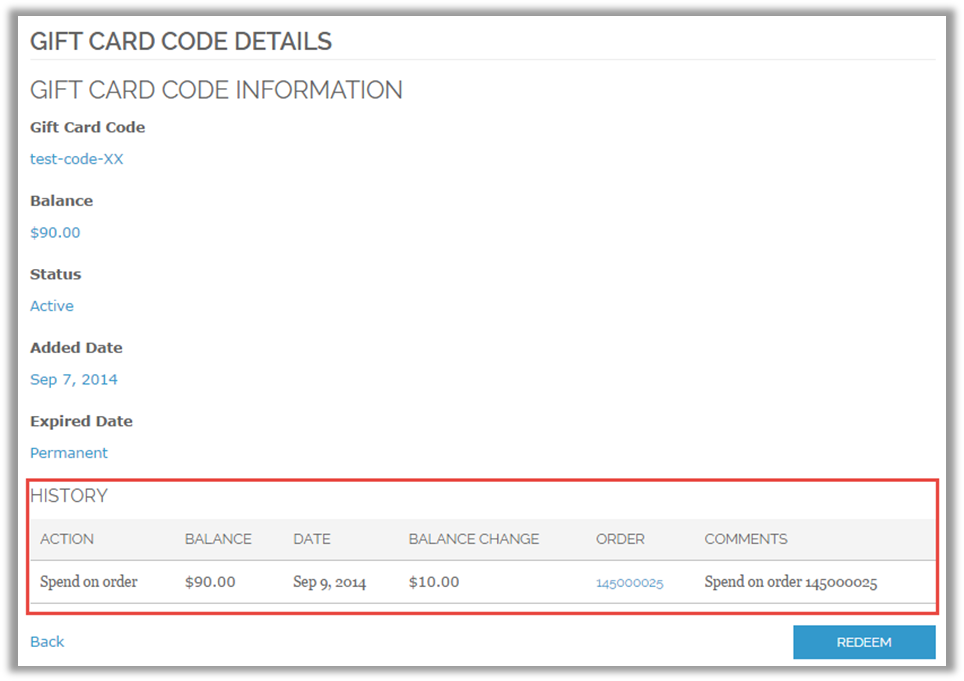 GIFT CARD CODE DETAILS
GIFT CARD CODE INFORMATION
Gift Card Code
test-code-XX
Balance
$90.00
Status
Active
Added Date
Sep 7, 2014
Expired Date
Permanent
HISTORY
ACTION BALANCE DATE BALANCE CHANGE ORDER COMMENTS
Spend on order $90.00 Sep 9, 2014 $10.00 145000025 Spend on order 145000025
Back REDEEM